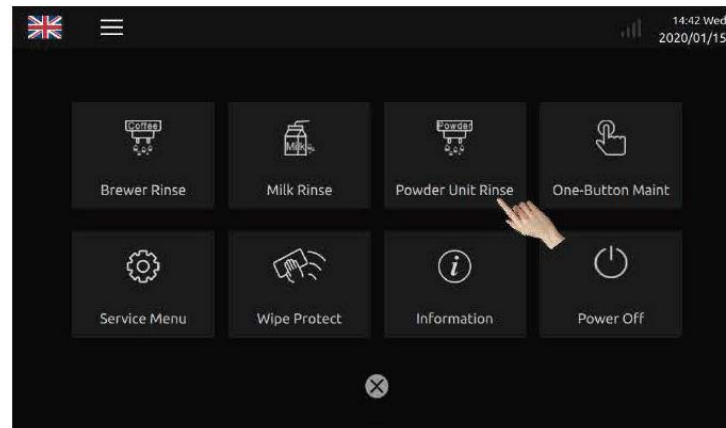 14:42 Wed
2020/01/15
Coffee
Milk
Powder
Brewer Rinse
Milk Rinse
Powder Unit Rinse
One-Button Maint
i
Service Menu
Wipe Protect
Information
Power Off